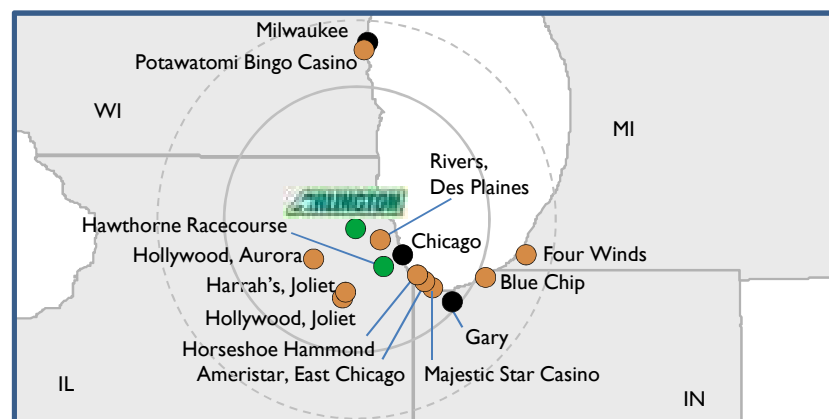 Milwaukee
Potawatomi Bingo Casino
WI
MI
Rivers,
Des Plaines
ARLINGTON
Hawthorne Racecourse
Chicago
Hollywood, Aurora
Four Winds
Blue Chip
Harrah's, Joliet
Hollywood, Joliet
Gary
Horseshoe Hammond
Ameristar, East Chicago
Majestic Star Casino
IL
IN